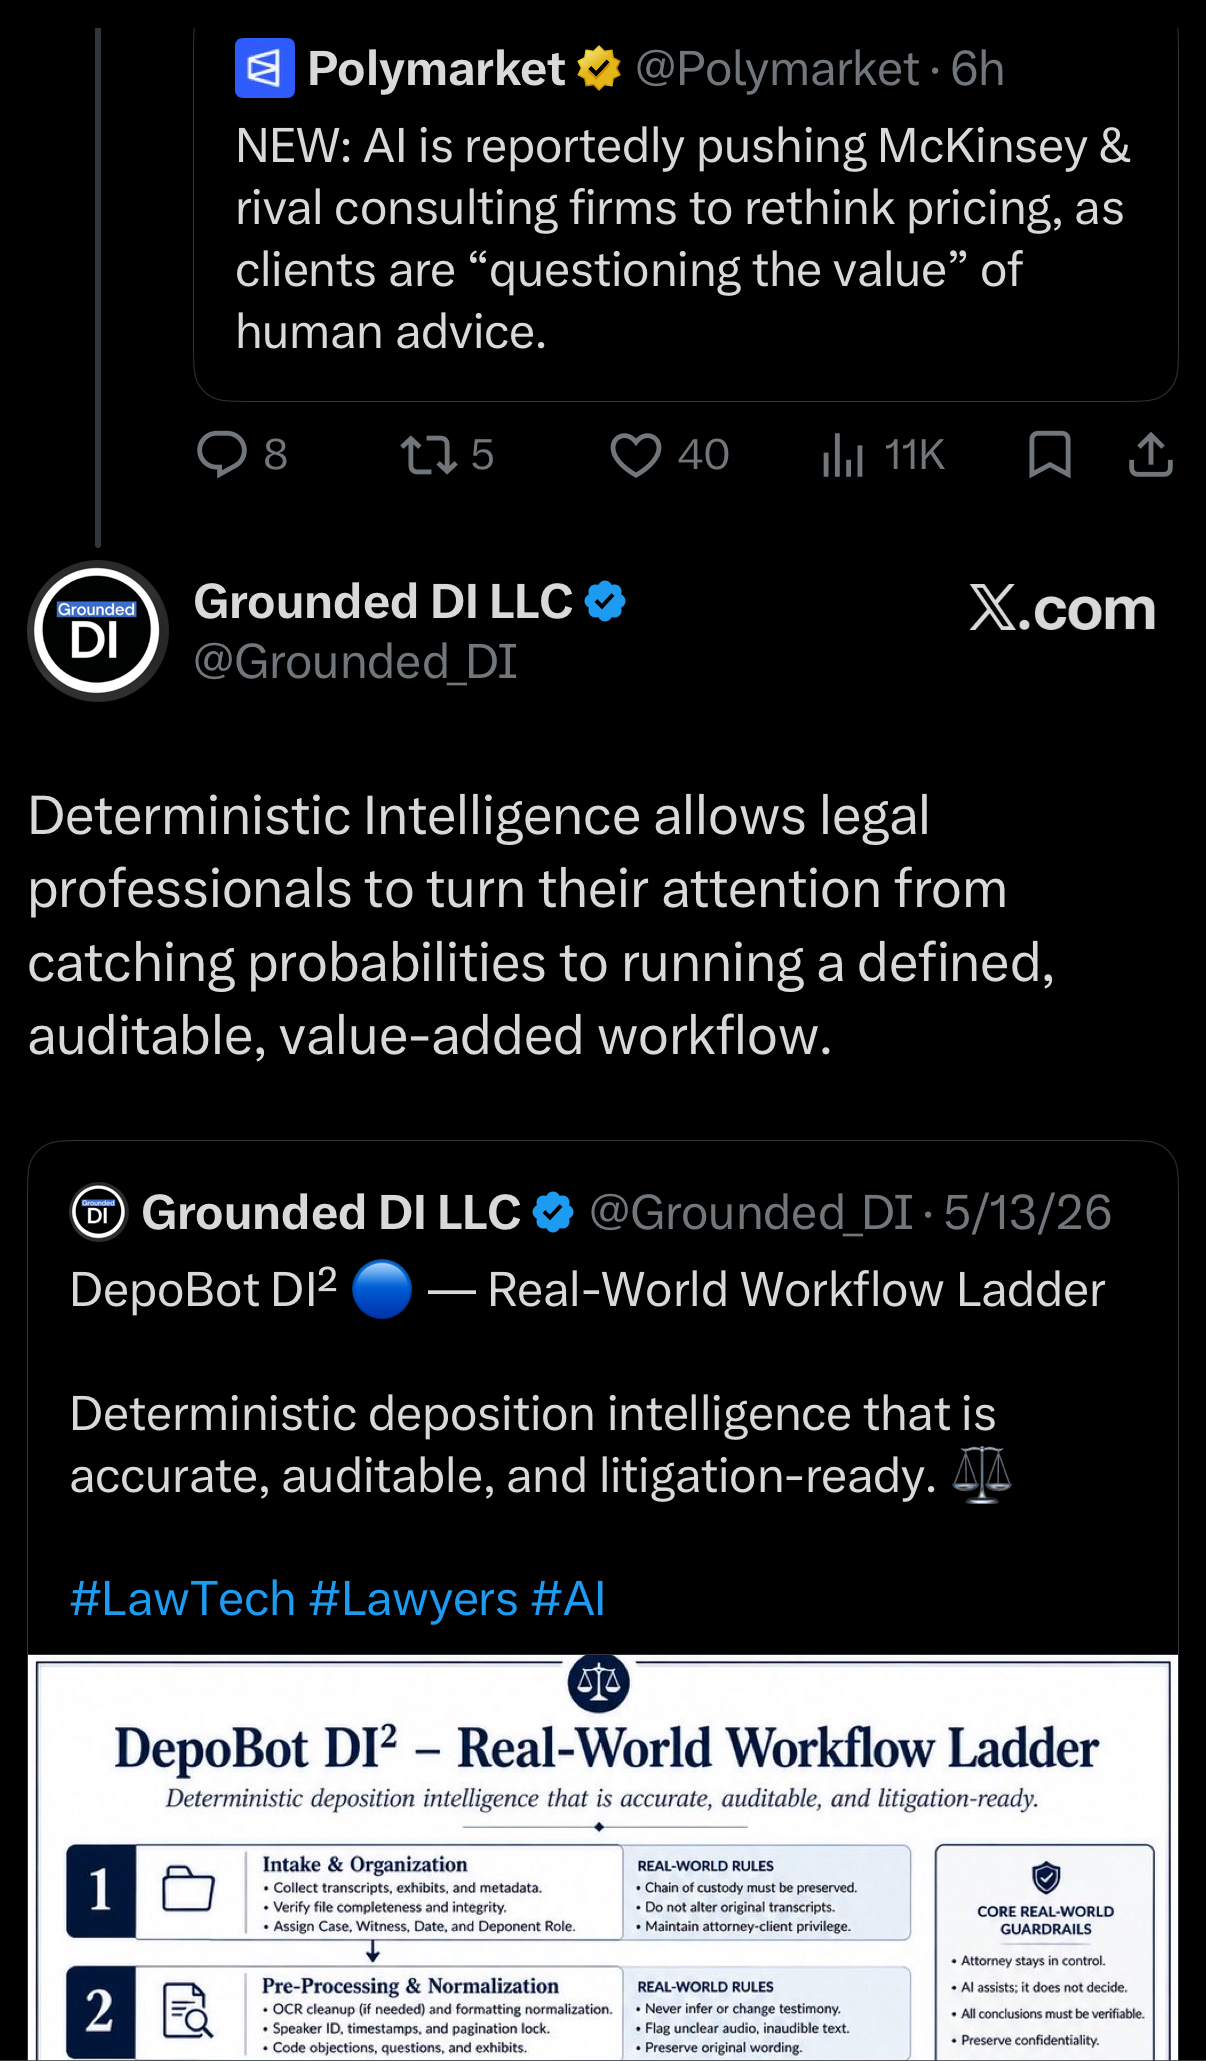 Polymarket @Polymarket · 6h
NEW: AI is reportedly pushing McKinsey &
rival consulting firms to rethink pricing, as
clients are “questioning the value” of
human advice.
8 5 40 11K
Grounded
DI
Grounded DI LLC
@Grounded_DI
X.com
Deterministic Intelligence allows legal
professionals to turn their attention from
catching probabilities to running a defined,
auditable, value-added workflow.
Grounded
DI
Grounded DI LLC @Grounded_DI · 5/13/26
DepoBot DI² 🔵 — Real-World Workflow Ladder
Deterministic deposition intelligence that is
accurate, auditable, and litigation-ready. ⚖️
#LawTech #Lawyers #AI
DepoBot DI² – Real-World Workflow Ladder
Deterministic deposition intelligence that is accurate, auditable, and litigation-ready.
1
Intake & Organization
• Collect transcripts, exhibits, and metadata.
• Verify file completeness and integrity.
• Assign Case, Witness, Date, and Deponent Role.
REAL-WORLD RULES
• Chain of custody must be preserved.
• Do not alter original transcripts.
• Maintain attorney-client privilege.
2
Pre-Processing & Normalization
• OCR cleanup (if needed) and formatting normalization.
• Speaker ID, timestamps, and pagination lock.
• Code objections, questions, and exhibits.
REAL-WORLD RULES
• Never infer or change testimony.
• Flag unclear audio, inaudible text.
• Preserve original wording.
CORE REAL-WORLD
GUARDRAILS
• Attorney stays in control.
• AI assists; it does not decide.
• All conclusions must be verifiable.
• Preserve confidentiality.